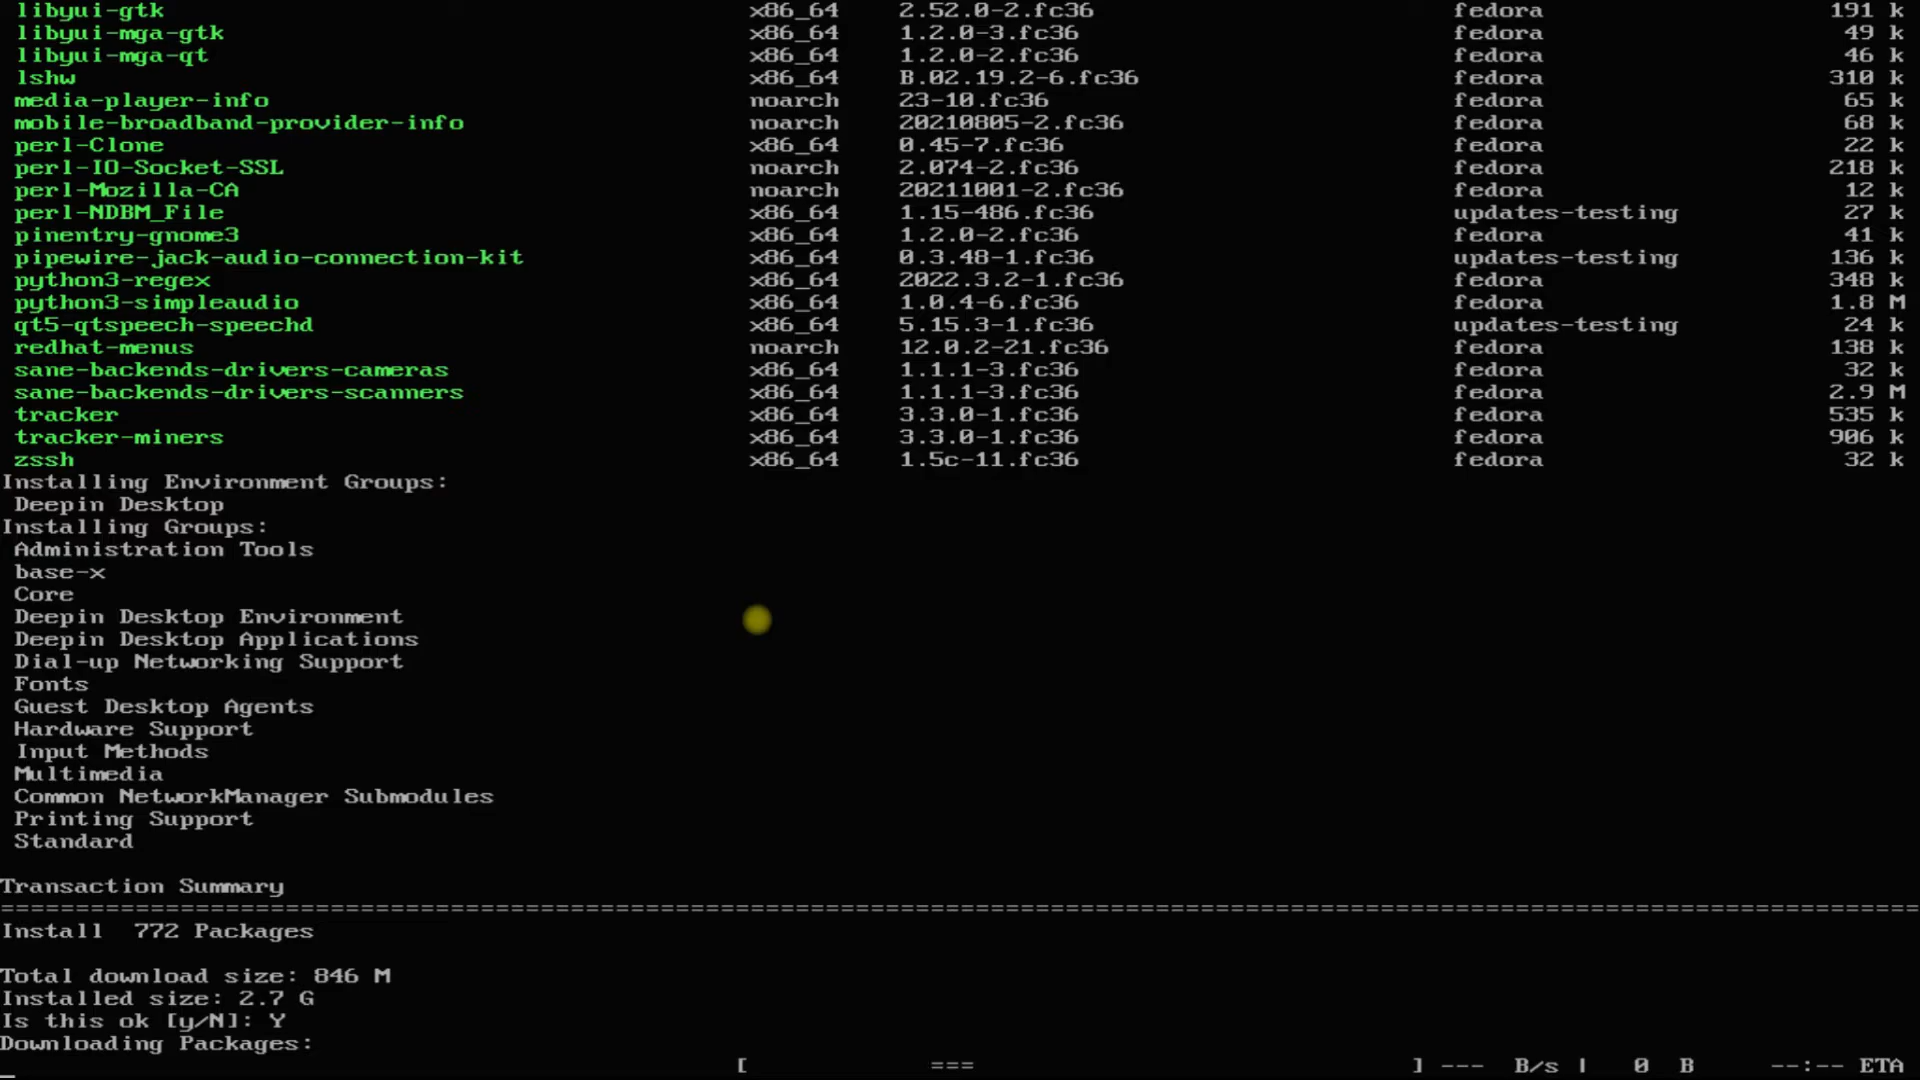 libyui-gtk x86_64 2.52.0-2.fc36 fedora 191 k
libyui-mga-gtk x86_64 1.2.0-3.fc36 fedora 49 k
libyui-mga-qt x86_64 1.2.0-2.fc36 fedora 46 k
lshw x86_64 B.02.19.2-6.fc36 fedora 310 k
media-player-info noarch 23-10.fc36 fedora 65 k
mobile-broadband-provider-info noarch 20210805-2.fc36 fedora 68 k
perl-Clone x86_64 0.45-7.fc36 fedora 22 k
perl-IO-Socket-SSL noarch 2.074-2.fc36 fedora 218 k
perl-Mozilla-CA noarch 20211001-2.fc36 fedora 12 k
perl-NDBM_File x86_64 1.15-486.fc36 updates-testing 27 k
pinentry-gnome3 x86_64 1.2.0-2.fc36 fedora 41 k
pipewire-jack-audio-connection-kit x86_64 0.3.48-1.fc36 updates-testing 136 k
python3-regex x86_64 2022.3.2-1.fc36 fedora 348 k
python3-simpleaudio x86_64 1.0.4-6.fc36 fedora 1.8 M
qt5-qtspeech-speechd x86_64 5.15.3-1.fc36 updates-testing 24 k
redhat-menus noarch 12.0.2-21.fc36 fedora 138 k
sane-backends-drivers-cameras x86_64 1.1.1-3.fc36 fedora 32 k
sane-backends-drivers-scanners x86_64 1.1.1-3.fc36 fedora 2.9 M
tracker x86_64 3.3.0-1.fc36 fedora 535 k
tracker-miners x86_64 3.3.0-1.fc36 fedora 906 k
zssh x86_64 1.5c-11.fc36 fedora 32 k
Installing Environment Groups:
Deepin Desktop
Installing Groups:
Administration Tools
base-x
Core
Deepin Desktop Environment
Deepin Desktop Applications
Dial-up Networking Support
Fonts
Guest Desktop Agents
Hardware Support
Input Methods
Multimedia
Common NetworkManager Submodules
Printing Support
Standard
Transaction Summary
================================================================================================================================
Install 772 Packages
Total download size: 846 M
Installed size: 2.7 G
Is this ok [y/N]: Y
Downloading Packages:
[ === ] --- B/s | 0 B --:-- ETA